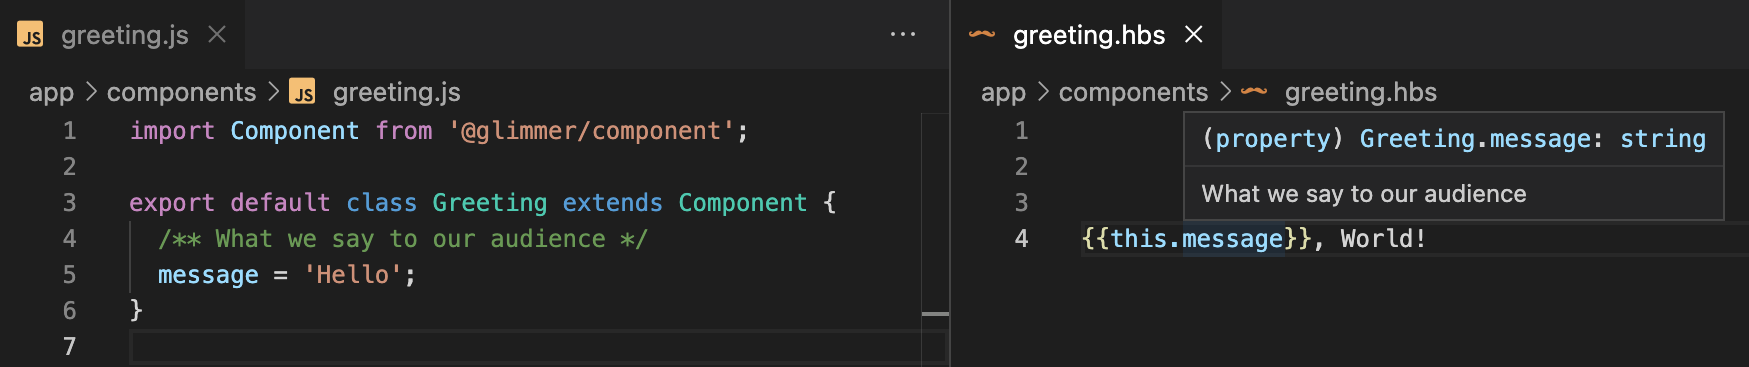 JS greeting.js ×
app > components > JS greeting.js
1 import Component from '@glimmer/component';
2
3 export default class Greeting extends Component {
4 /** What we say to our audience */
5 message = 'Hello';
6 }
7
greeting.hbs ×
app > components > greeting.hbs
1
(property) Greeting.message: string
2
What we say to our audience
3
4 {{this.message}}, World!